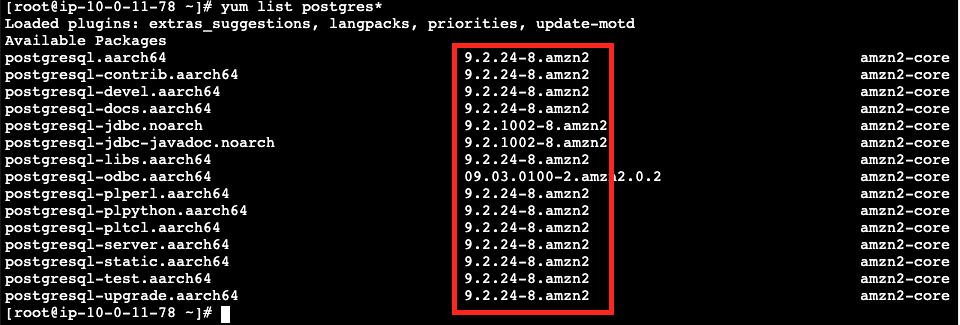 [root@ip-10-0-11-78 ~]# yum list postgres*
Loaded plugins: extras_suggestions, langpacks, priorities, update-motd
Available Packages
postgresql.aarch64 9.2.24-8.amzn2 amzn2-core
postgresql-contrib.aarch64 9.2.24-8.amzn2 amzn2-core
postgresql-devel.aarch64 9.2.24-8.amzn2 amzn2-core
postgresql-docs.aarch64 9.2.24-8.amzn2 amzn2-core
postgresql-jdbc.noarch 9.2.1002-8.amzn2 amzn2-core
postgresql-jdbc-javadoc.noarch 9.2.1002-8.amzn2 amzn2-core
postgresql-libs.aarch64 9.2.24-8.amzn2 amzn2-core
postgresql-odbc.aarch64 09.03.0100-2.amzn2.0.2 amzn2-core
postgresql-plperl.aarch64 9.2.24-8.amzn2 amzn2-core
postgresql-plpython.aarch64 9.2.24-8.amzn2 amzn2-core
postgresql-pltcl.aarch64 9.2.24-8.amzn2 amzn2-core
postgresql-server.aarch64 9.2.24-8.amzn2 amzn2-core
postgresql-static.aarch64 9.2.24-8.amzn2 amzn2-core
postgresql-test.aarch64 9.2.24-8.amzn2 amzn2-core
postgresql-upgrade.aarch64 9.2.24-8.amzn2 amzn2-core
[root@ip-10-0-11-78 ~]#